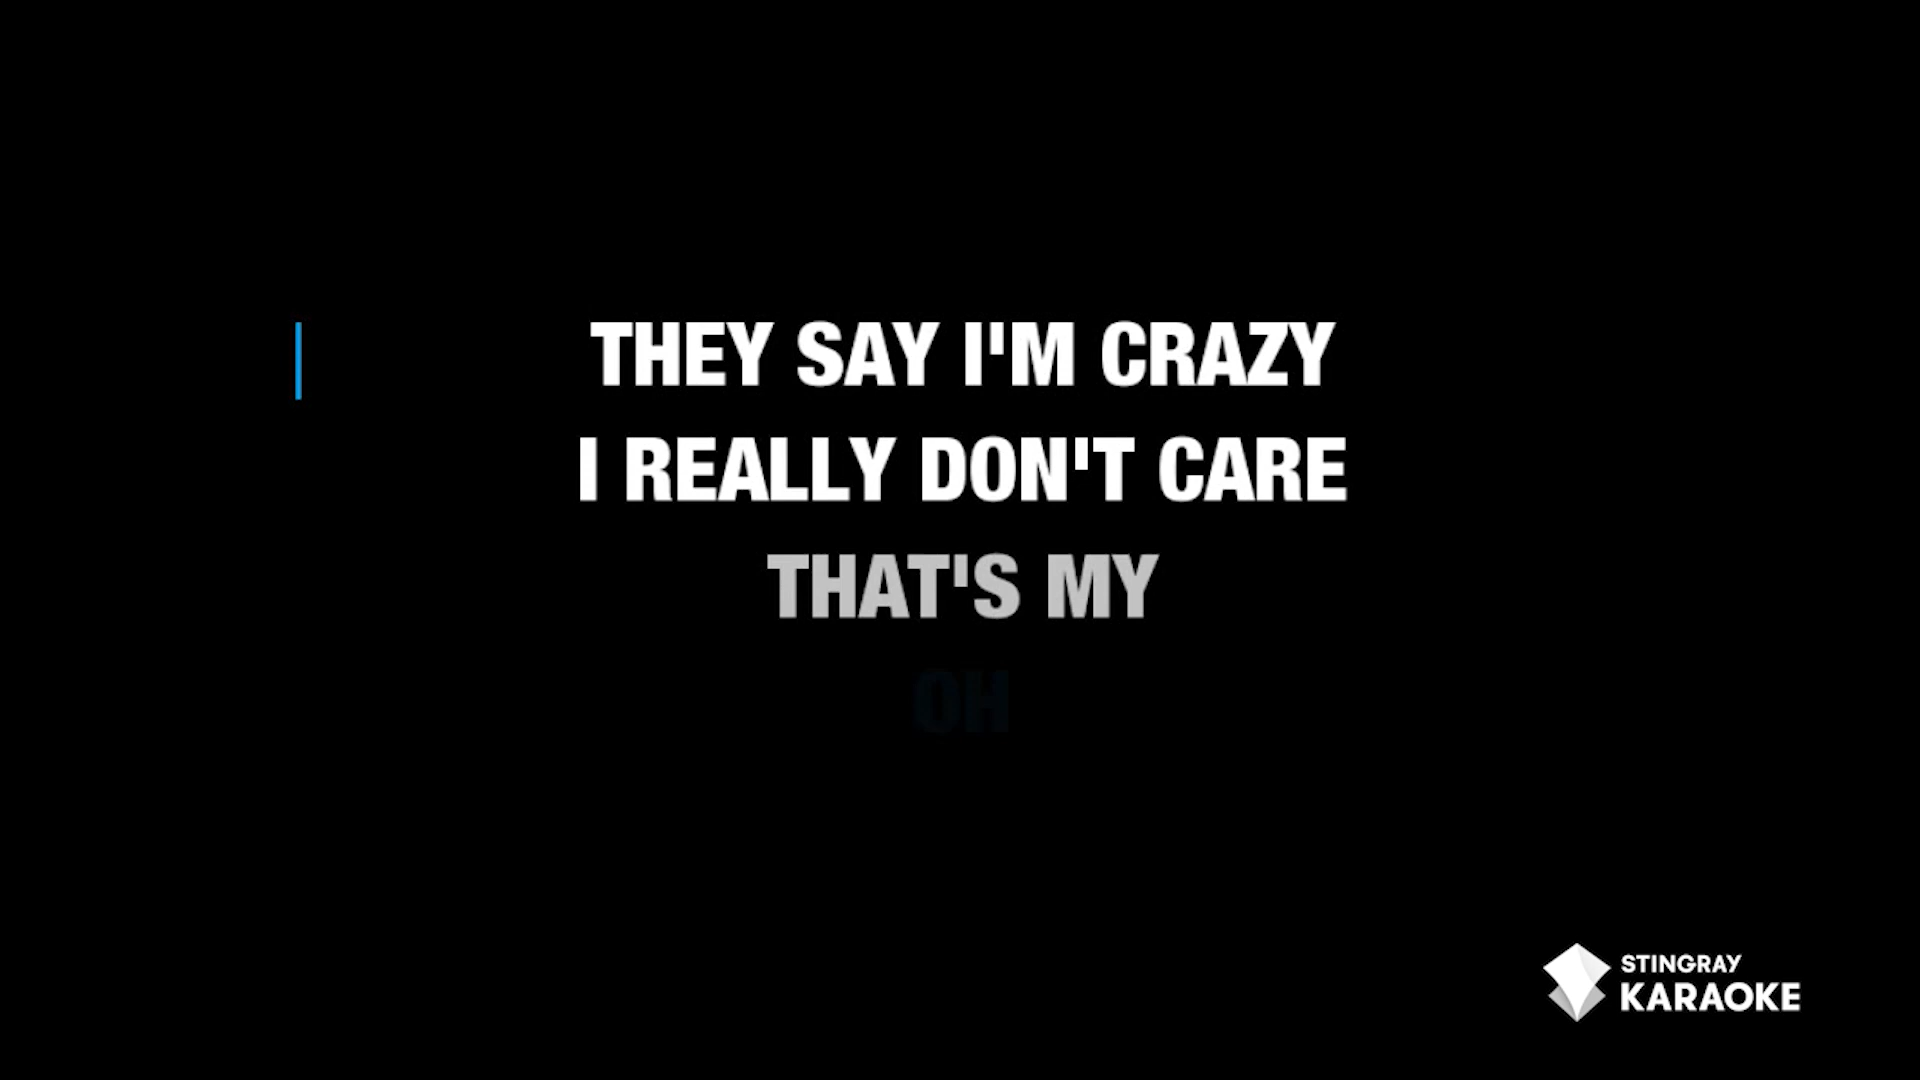 THEY SAY I'M CRAZY
I REALLY DON'T CARE
THAT'S MY
OH
STINGRAY
KARAOKE